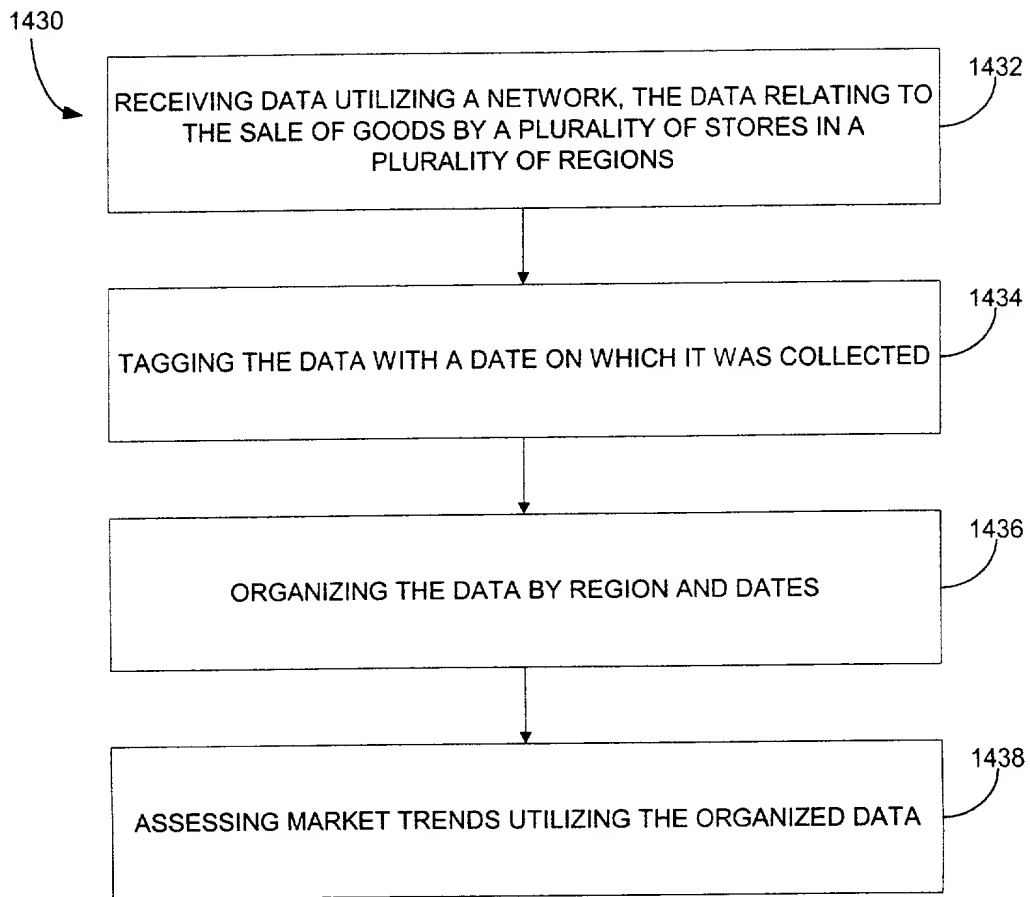 1430
1432
RECEIVING DATA UTILIZING A NETWORK, THE DATA RELATING TO
THE SALE OF GOODS BY A PLURALITY OF STORES IN A
PLURALITY OF REGIONS
1434
TAGGING THE DATA WITH A DATE ON WHICH IT WAS COLLECTED
1436
ORGANIZING THE DATA BY REGION AND DATES
1438
ASSESSING MARKET TRENDS UTILIZING THE ORGANIZED DATA